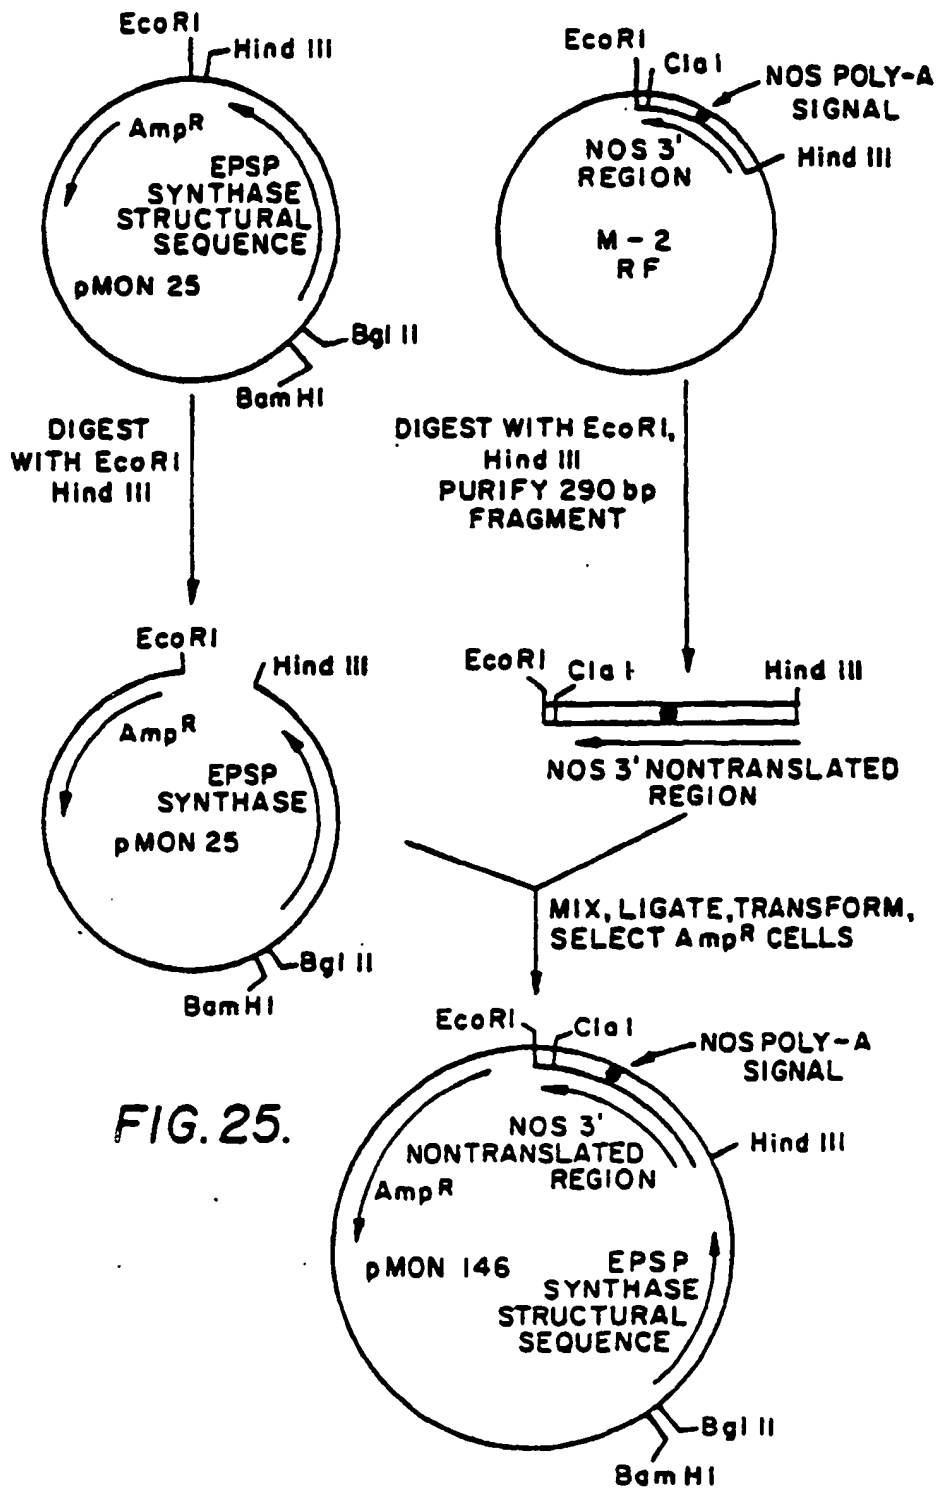 EcoRI
Hind III
AmpR
EPSP
SYNTHASE
STRUCTURAL
SEQUENCE
pMON 25
Bgl II
BamHI
EcoRI
Cla I
NOS POLY-A
SIGNAL
NOS 3'
REGION
Hind III
M-2
RF
DIGEST
WITH EcoRI
Hind III
DIGEST WITH EcoRI,
Hind III
PURIFY 290 bp
FRAGMENT
EcoRI
Hind III
AmpR
EPSP
SYNTHASE
pMON 25
Bgl II
BamHI
EcoRI
Cla I
Hind III
NOS 3' NONTRANSLATED
REGION
MIX, LIGATE, TRANSFORM,
SELECT AmpR CELLS
EcoRI
Cla I
NOS POLY-A
SIGNAL
FIG. 25.
NOS 3'
NONTRANSLATED
REGION
Hind III
AmpR
pMON 146
EPSP
SYNTHASE
STRUCTURAL
SEQUENCE
Bgl II
BamHI